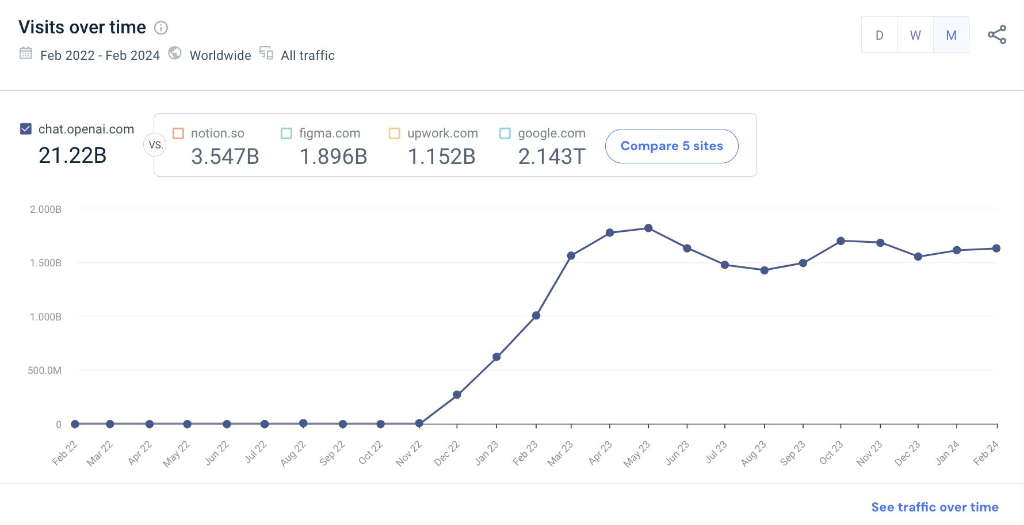 Visits over time
Feb 2022 - Feb 2024 Worldwide All traffic
D W M
chat.openai.com
21.22B
VS.
notion.so
3.547B
figma.com
1.896B
upwork.com
1.152B
google.com
2.143T
Compare 5 sites
2.000B
1.500B
1.000B
500.0M
0
Feb 22 Mar 22 Apr 22 May 22 Jun 22 Jul 22 Aug 22 Sep 22 Oct 22 Nov 22 Dec 22 Jan 23 Feb 23 Mar 23 Apr 23 May 23 Jun 23 Jul 23 Aug 23 Sep 23 Oct 23 Nov 23 Dec 23 Jan 24 Feb 24
See traffic over time